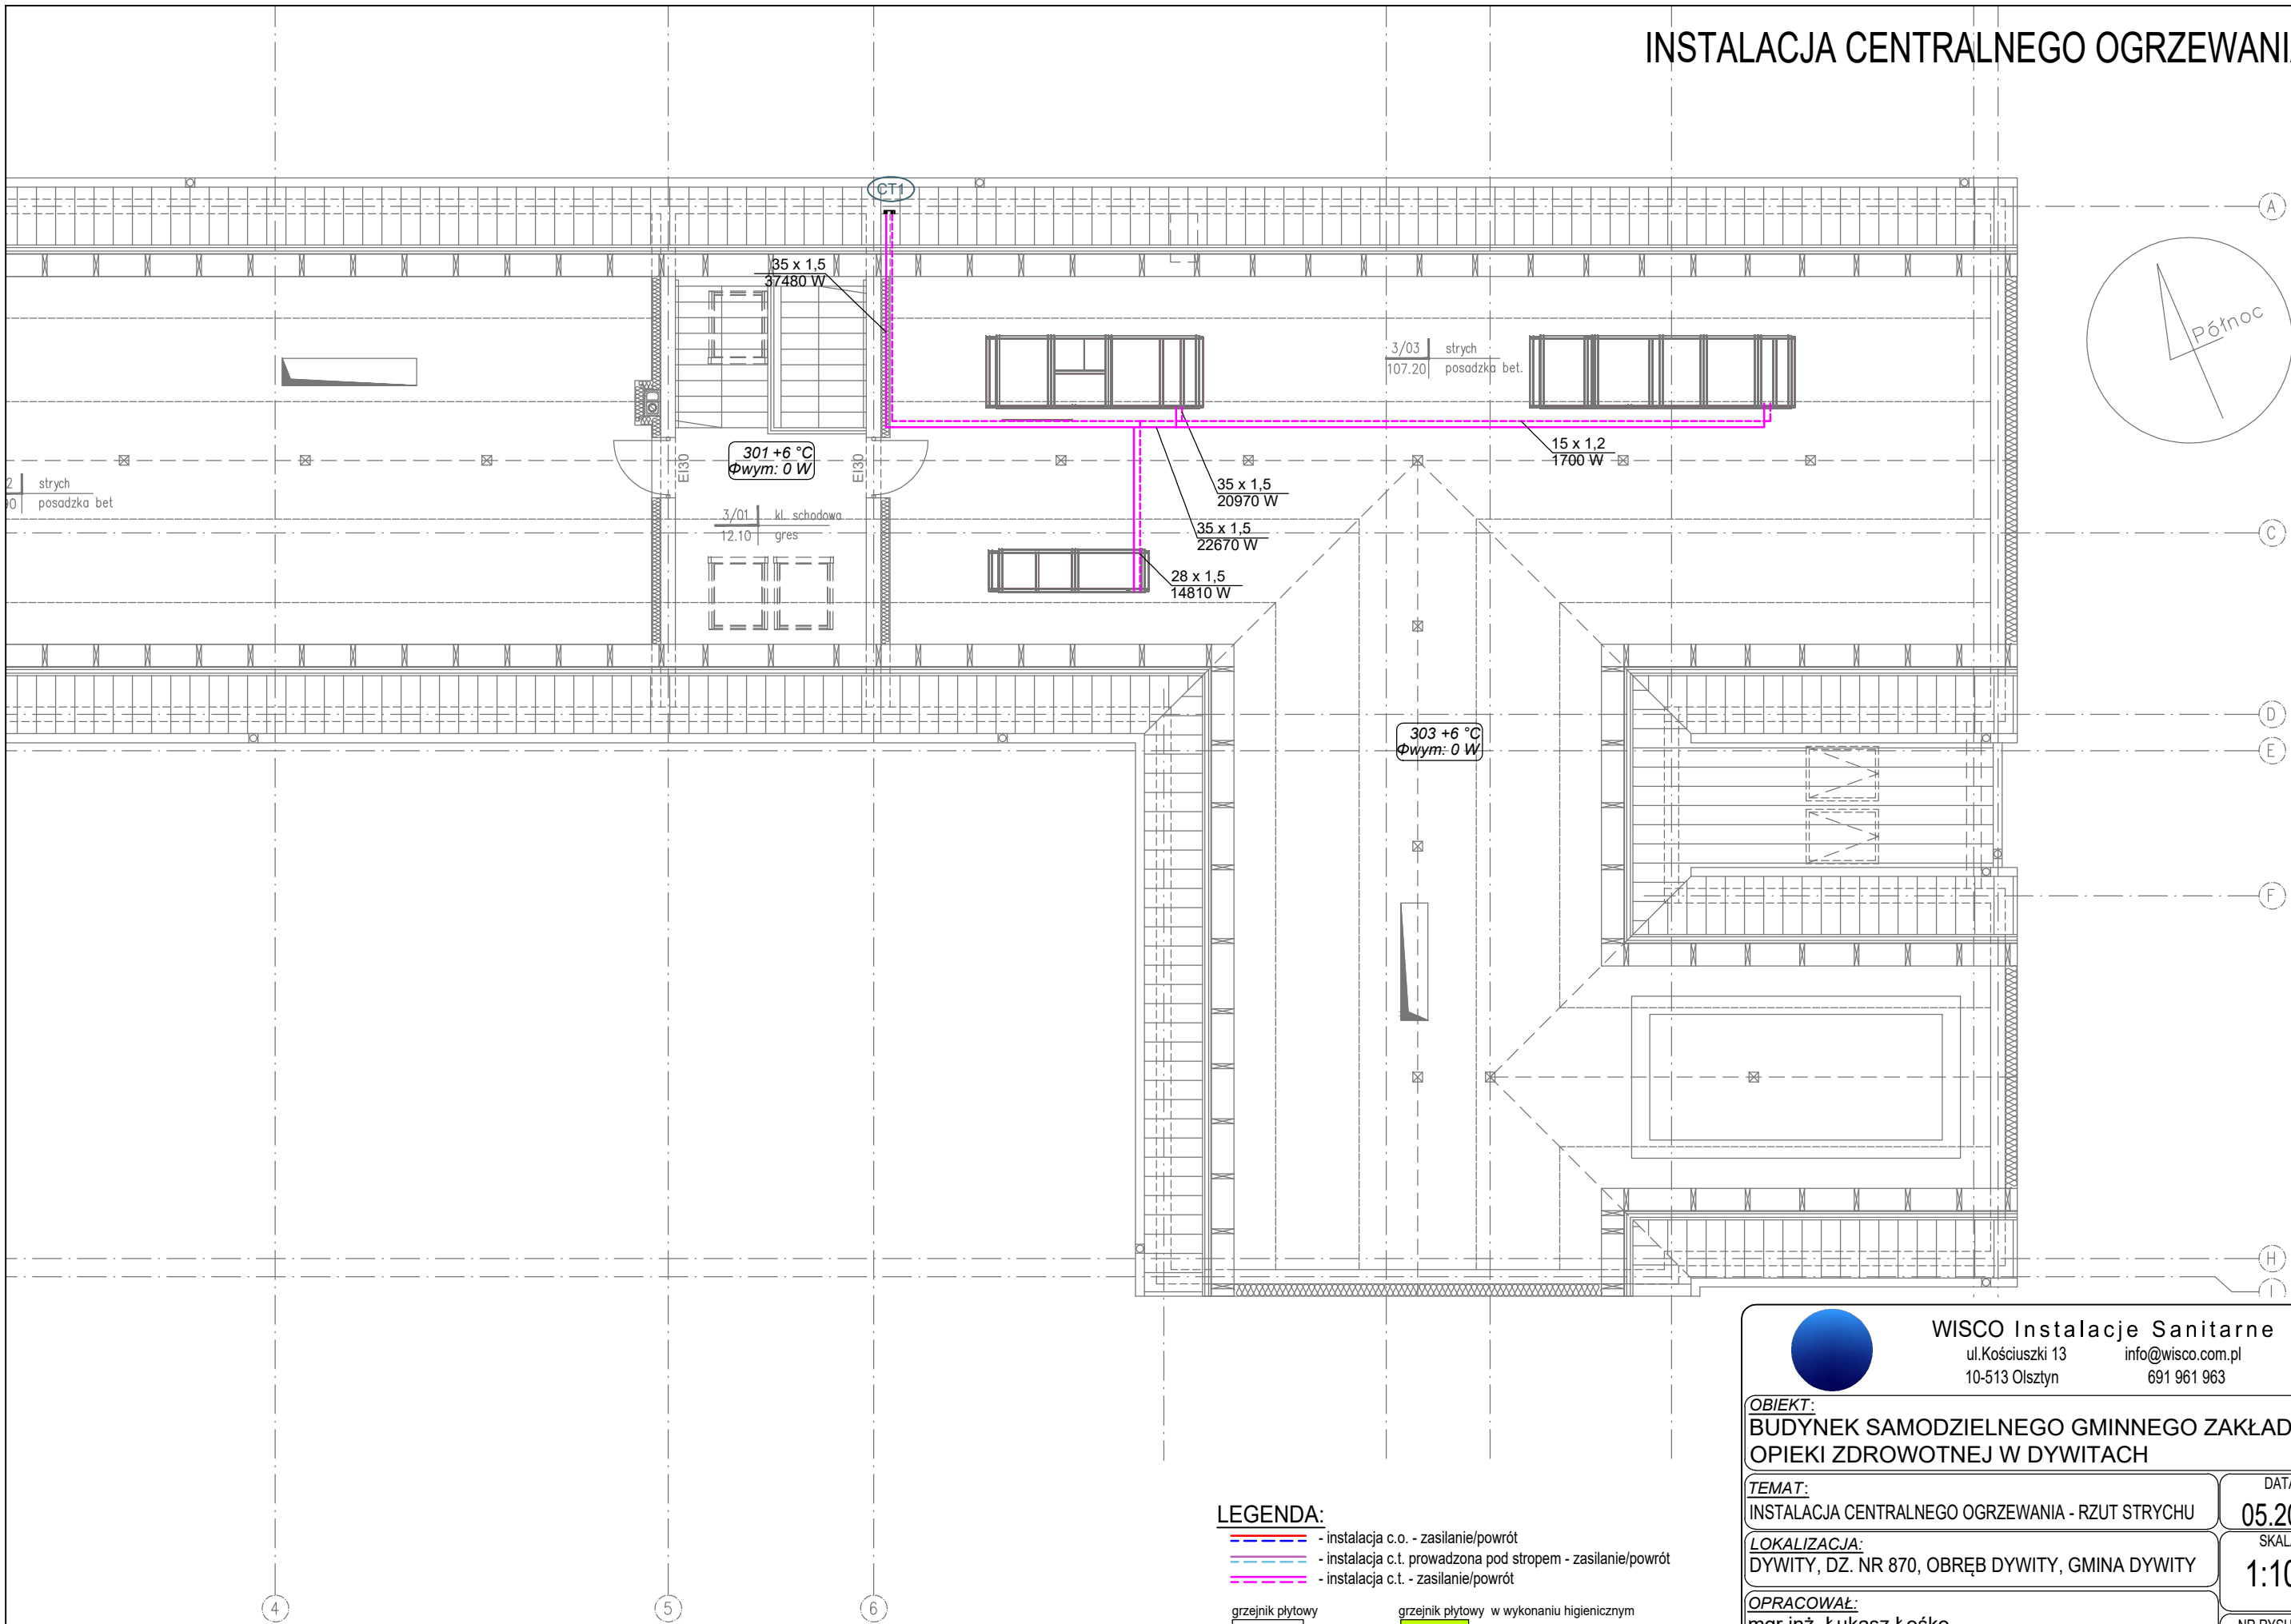 INSTALACJA CENTRALNEGO OGRZEWANI
CT1
A
35 x 1,5
37480 W
Północ
3/03 strych
107.20 posadzka bet.
301 +6 °C
Φwym: 0 W
EI30
EI30
15 x 1,2
1700 W
2 strych
posadzka bet
35 x 1,5
20970 W
3/01 kl. schodowa
12.10 gres
35 x 1,5
22670 W
C
28 x 1,5
14810 W
D
303 +6 °C
Φwym: 0 W
E
F
H
I
WISCO Instalacje Sanitarne
ul.Kościuszki 13 info@wisco.com.pl
10-513 Olsztyn 691 961 963
OBIEKT:
BUDYNEK SAMODZIELNEGO GMINNEGO ZAKŁAD
OPIEKI ZDROWOTNEJ W DYWITACH
TEMAT:
INSTALACJA CENTRALNEGO OGRZEWANIA - RZUT STRYCHU
DATA
05.20
LOKALIZACJA:
DYWITY, DZ. NR 870, OBRĘB DYWITY, GMINA DYWITY
SKAL
1:10
OPRACOWAŁ:
mgr inż. Łukasz Łośko
LEGENDA:
- instalacja c.o. - zasilanie/powrót
- instalacja c.t. prowadzona pod stropem - zasilanie/powrót
- instalacja c.t. - zasilanie/powrót
grzejnik płytowy grzejnik płytowy w wykonaniu higienicznym
4
5
6